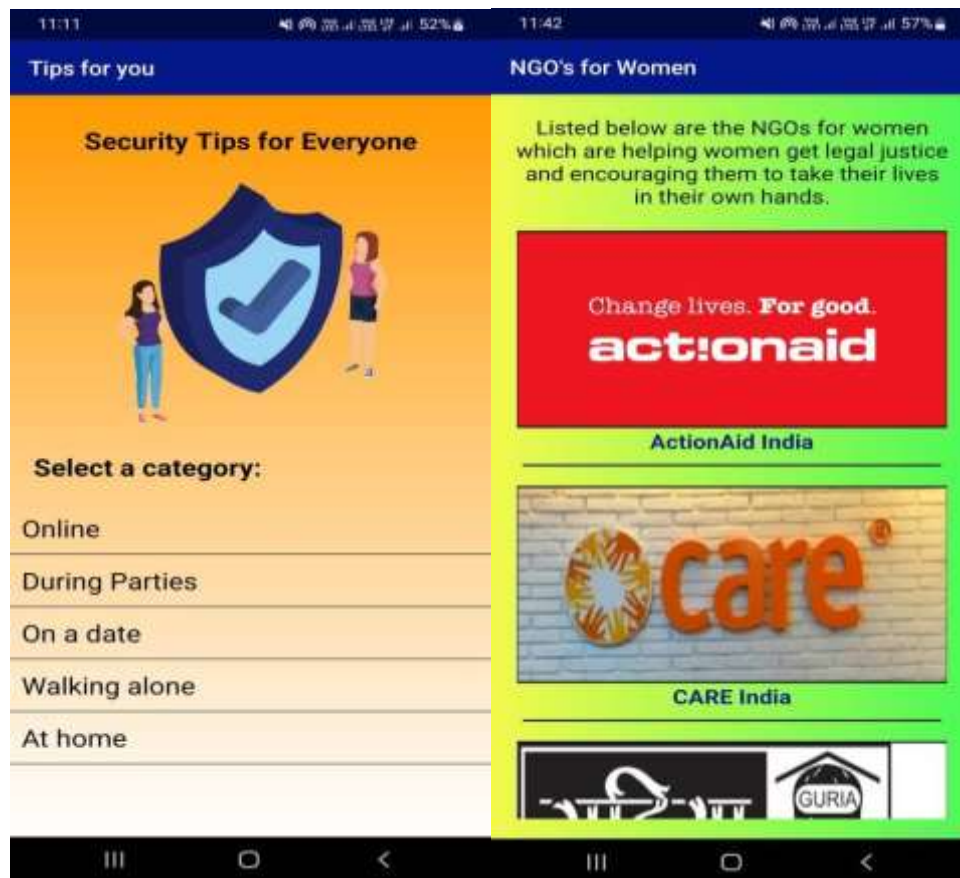 11:11
52%
Tips for you
Security Tips for Everyone
Select a category:
Online
During Parties
On a date
Walking alone
At home
11:42
57%
NGO's for Women
Listed below are the NGOs for women
which are helping women get legal justice
and encouraging them to take their lives
in their own hands.
Change lives. For good.
act!onaid
ActionAid India
care®
CARE India
GURIA